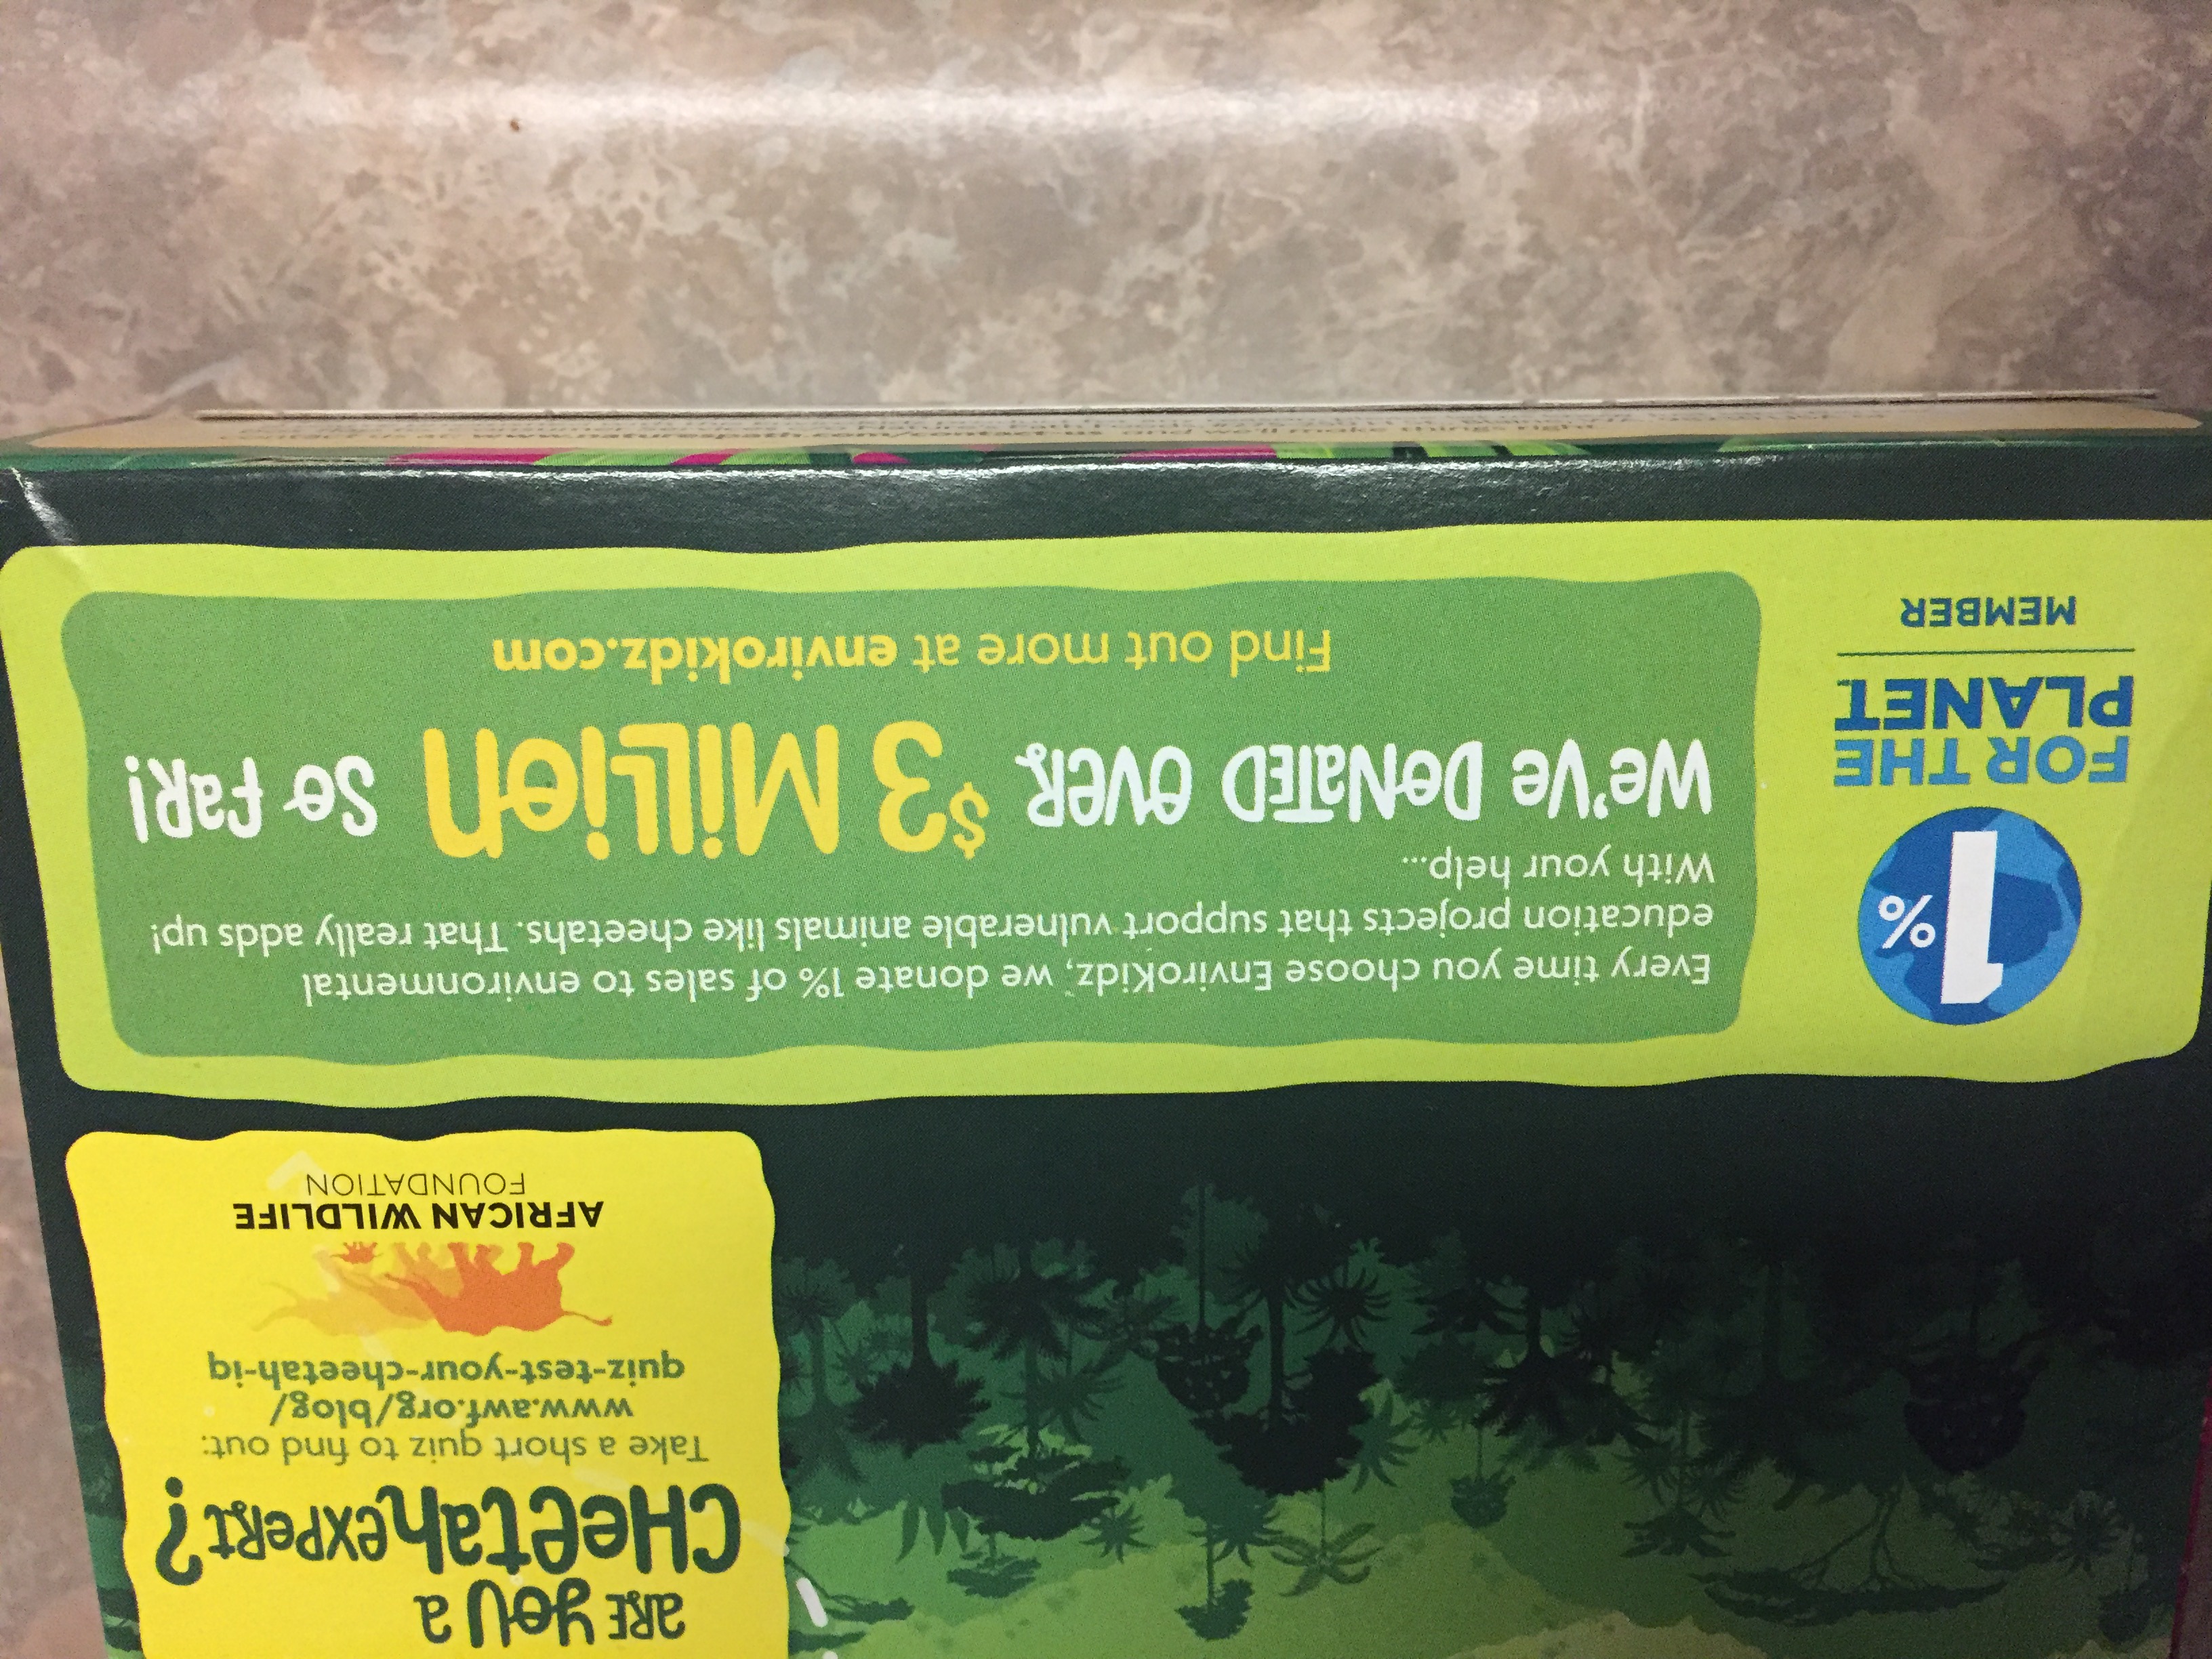 aRE YOU a
CHeetahexpert?
Take a short quiz to find out:
www.awf.org/blog/
quiz-test-your-cheetah-iq
AFRICAN WILDLIFE
FOUNDATION
1%
FOR THE
PLANET.
MEMBER
Every time you choose EnviroKidz, we donate 1% of sales to environmental
education projects that support vulnerable animals like cheetahs. That really adds up!
With your help...
We've DoNaTED OVER $3 MiLLion So faR!
Find out more at envirokidz.com